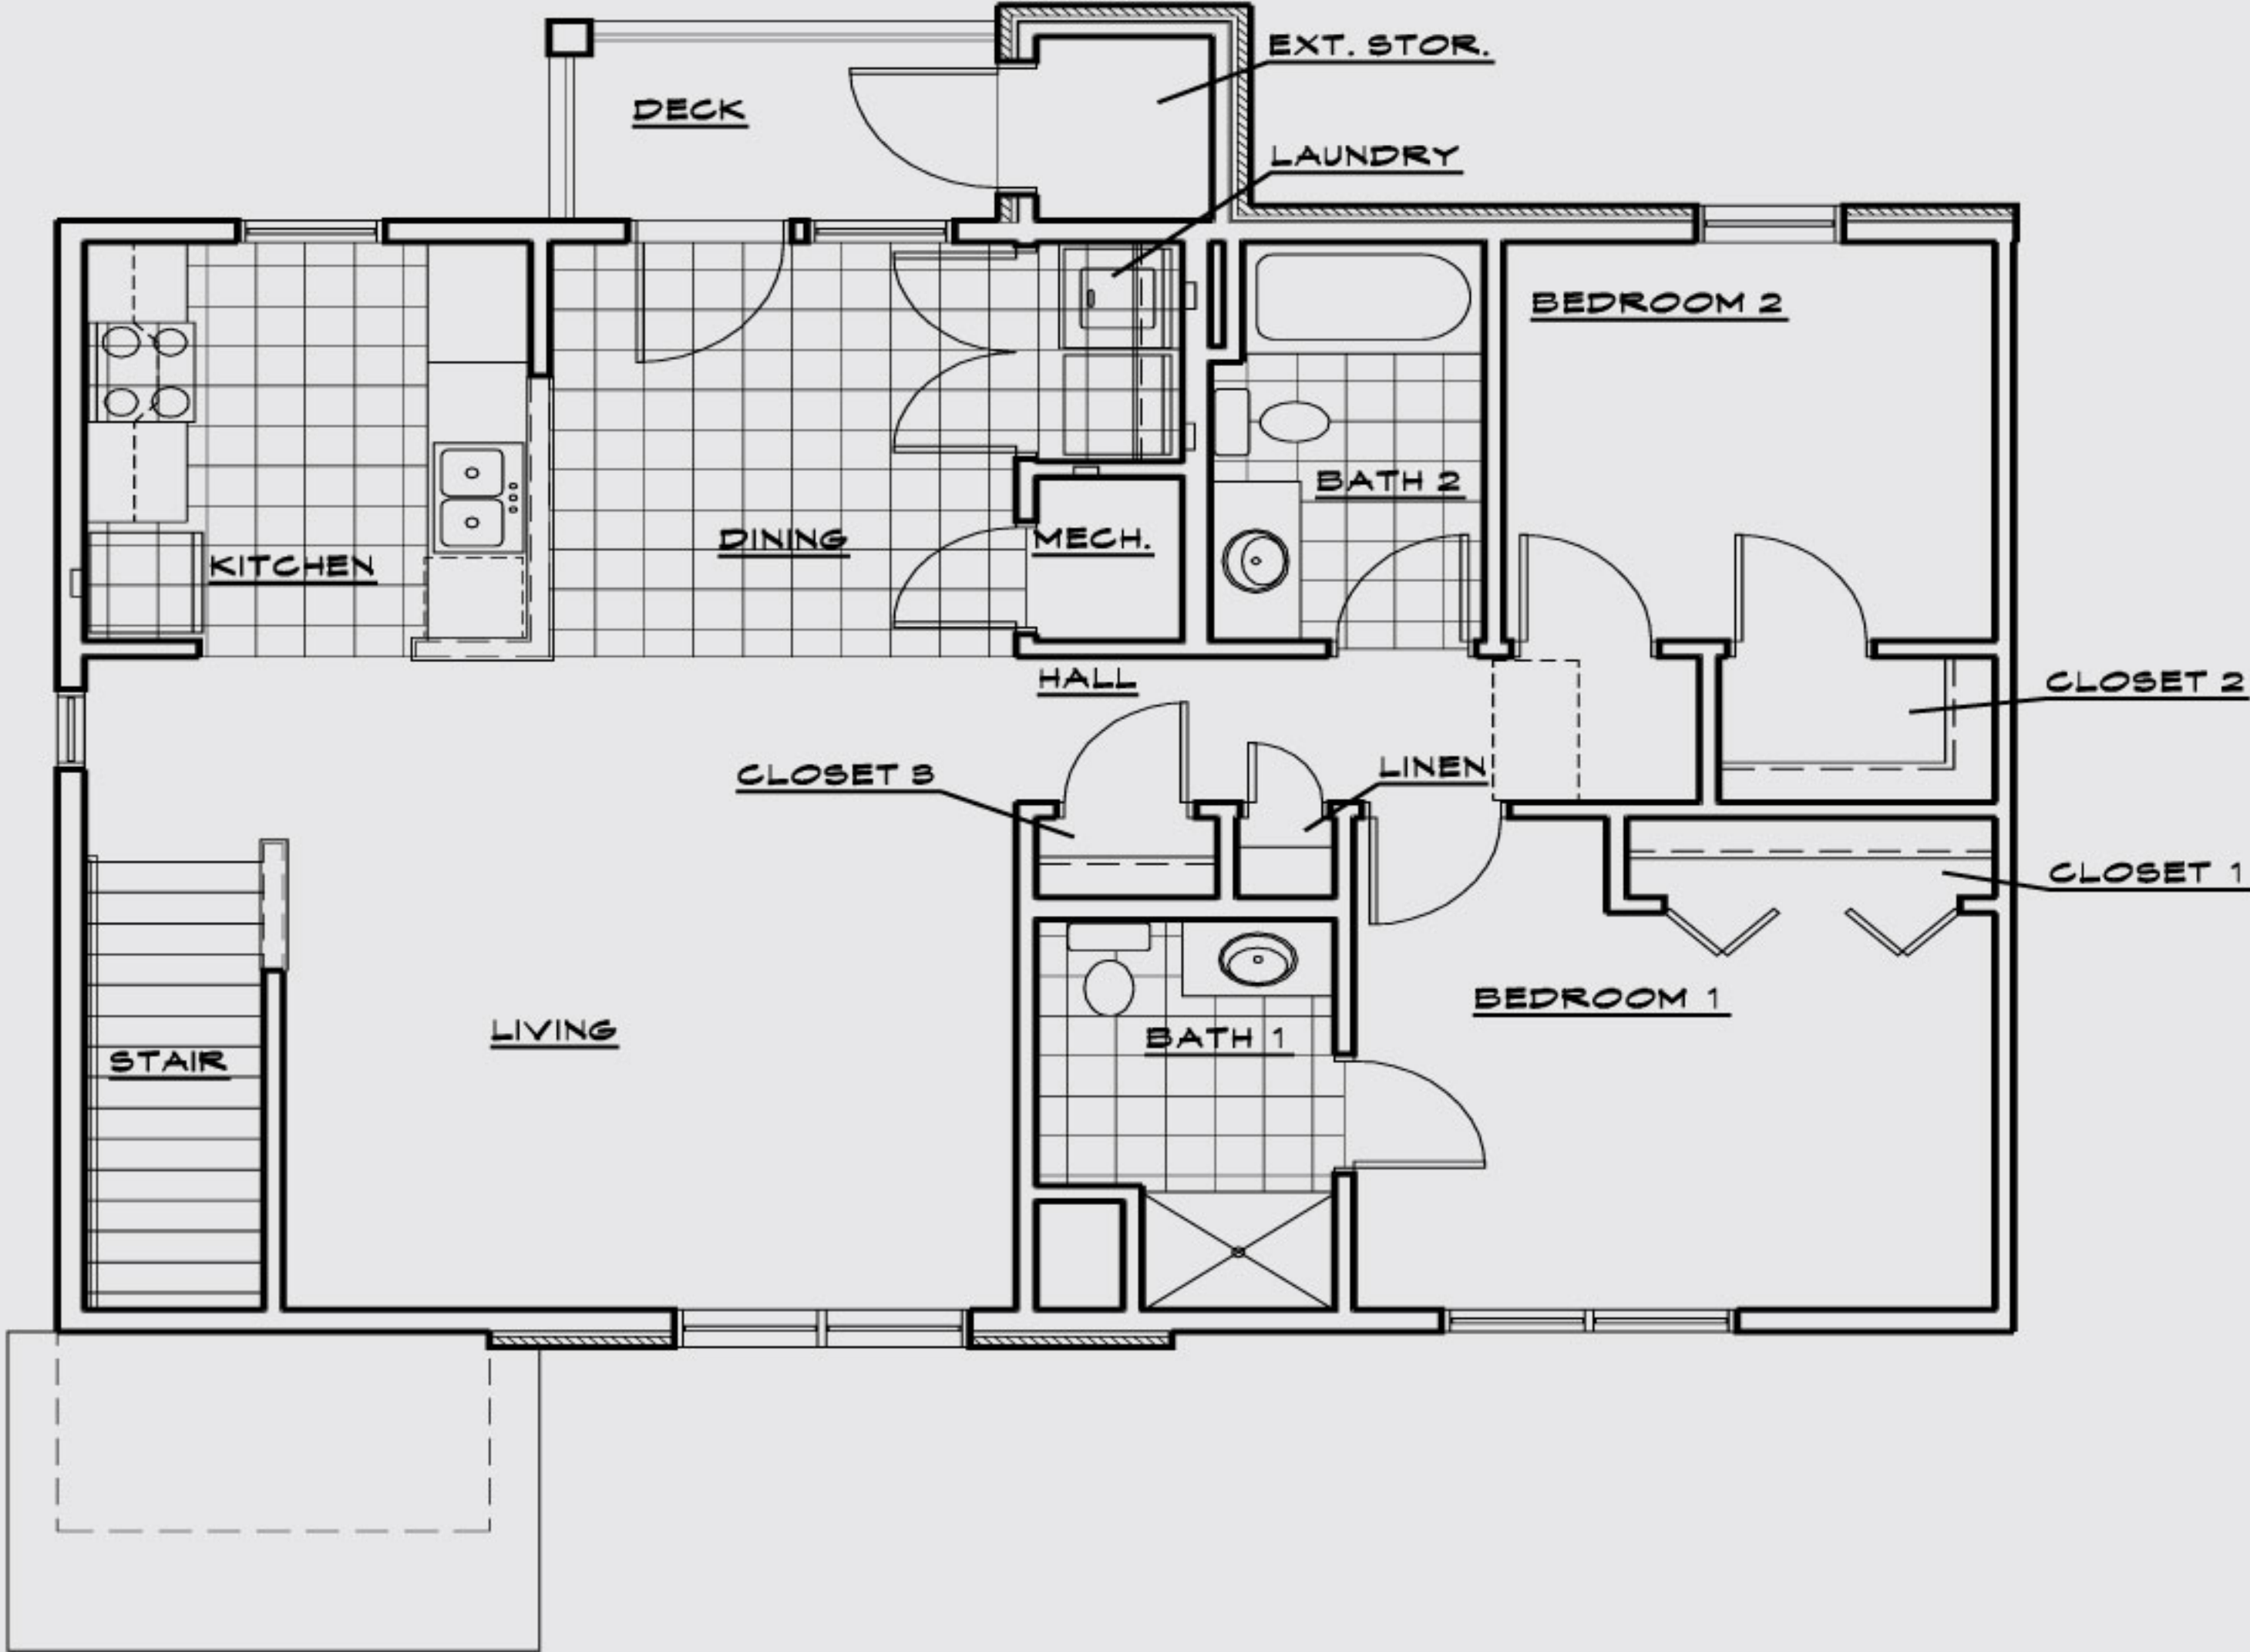 EXT. STOR.
DECK
LAUNDRY
BEDROOM 2
BATH 2
DINING
MECH.
KITCHEN
HALL
CLOSET 2
CLOSET 3
LINEN
CLOSET 1
BEDROOM 1
LIVING
BATH 1
STAIR